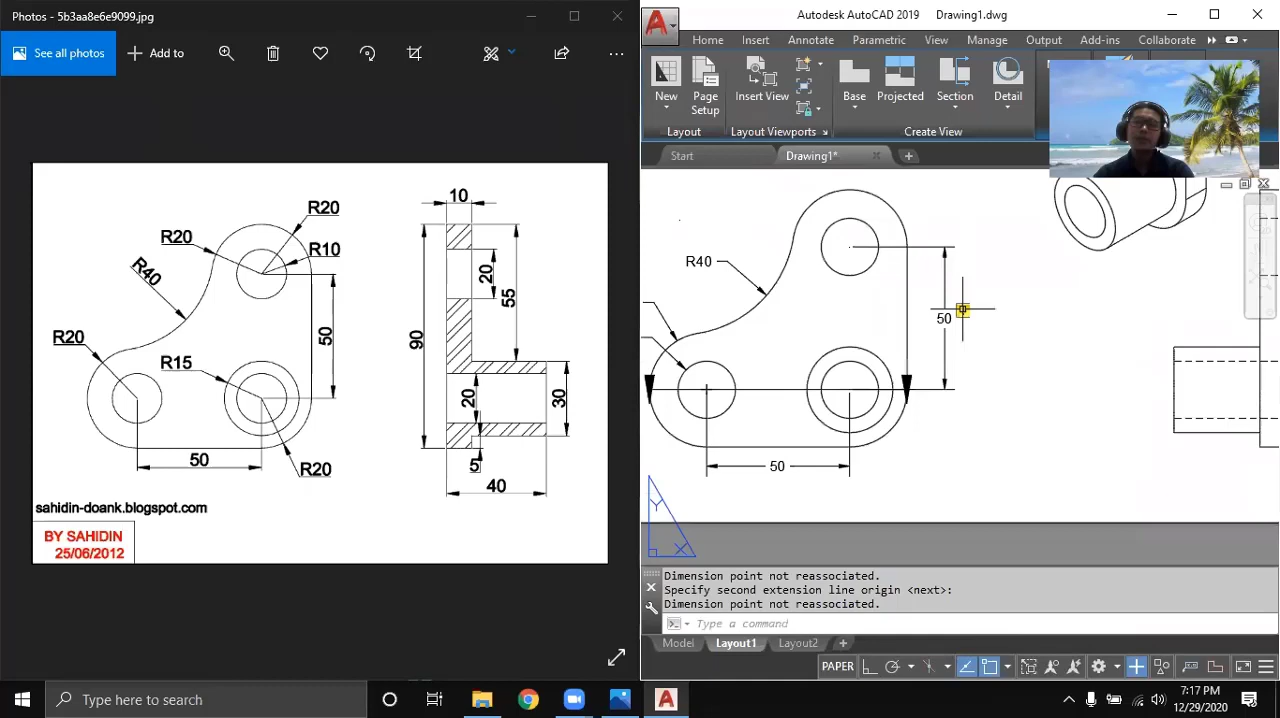 Photos - 5b3aa8e6e9099.jpg
See all photos
Add to
R20
R20
R10
R40
R20
R15
50
50
R20
10
20
55
90
20
30
5
40
sahidin-doank.blogspot.com
BY SAHIDIN
25/06/2012
Autodesk AutoCAD 2019 Drawing1.dwg
Home Insert Annotate Parametric View Manage Output Add-ins Collaborate
New
Page Setup
Insert View
Base
Projected
Section
Detail
Layout
Layout Viewports
Create View
Start
Drawing1*
R40
50
50
Y
X
Dimension point not reassociated.
Specify second extension line origin <next>:
Dimension point not reassociated.
Type a command
Model
Layout1
Layout2
PAPER
Type here to search
7:17 PM
12/29/2020